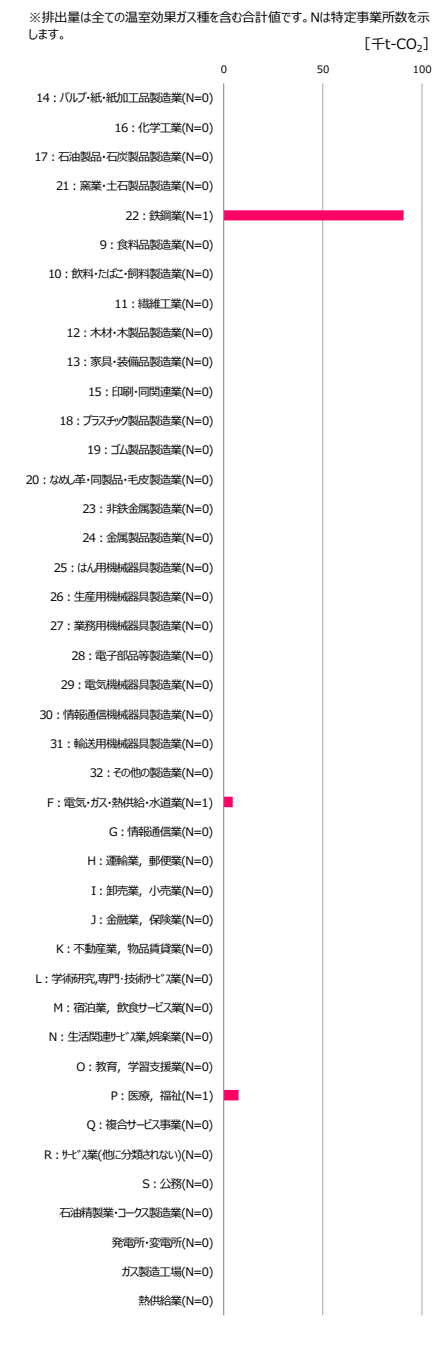 ※排出量は全ての温室効果ガス種を含む合計値です。Nは特定事業所数を示
します。
[千t-CO₂]
0 50 100
14：パルプ・紙・紙加工品製造業(N=0)
16：化学工業(N=0)
17：石油製品・石炭製品製造業(N=0)
21：窯業・土石製品製造業(N=0)
22：鉄鋼業(N=1)
9：食料品製造業(N=0)
10：飲料・たばこ・飼料製造業(N=0)
11：繊維工業(N=0)
12：木材・木製品製造業(N=0)
13：家具・装備品製造業(N=0)
15：印刷・同関連業(N=0)
18：プラスチック製品製造業(N=0)
19：ゴム製品製造業(N=0)
20：なめし革・同製品・毛皮製造業(N=0)
23：非鉄金属製造業(N=0)
24：金属製品製造業(N=0)
25：はん用機械器具製造業(N=0)
26：生産用機械器具製造業(N=0)
27：業務用機械器具製造業(N=0)
28：電子部品等製造業(N=0)
29：電気機械器具製造業(N=0)
30：情報通信機械器具製造業(N=0)
31：輸送用機械器具製造業(N=0)
32：その他の製造業(N=0)
F：電気・ガス・熱供給・水道業(N=1)
G：情報通信業(N=0)
H：運輸業，郵便業(N=0)
I：卸売業，小売業(N=0)
J：金融業，保険業(N=0)
K：不動産業，物品賃貸業(N=0)
L：学術研究,専門・技術ｻｰﾋﾞｽ業(N=0)
M：宿泊業，飲食サービス業(N=0)
N：生活関連ｻｰﾋﾞｽ業,娯楽業(N=0)
O：教育，学習支援業(N=0)
P：医療，福祉(N=1)
Q：複合サービス事業(N=0)
R：ｻｰﾋﾞｽ業(他に分類されない)(N=0)
S：公務(N=0)
石油精製業・コークス製造業(N=0)
発電所・変電所(N=0)
ガス製造工場(N=0)
熱供給業(N=0)